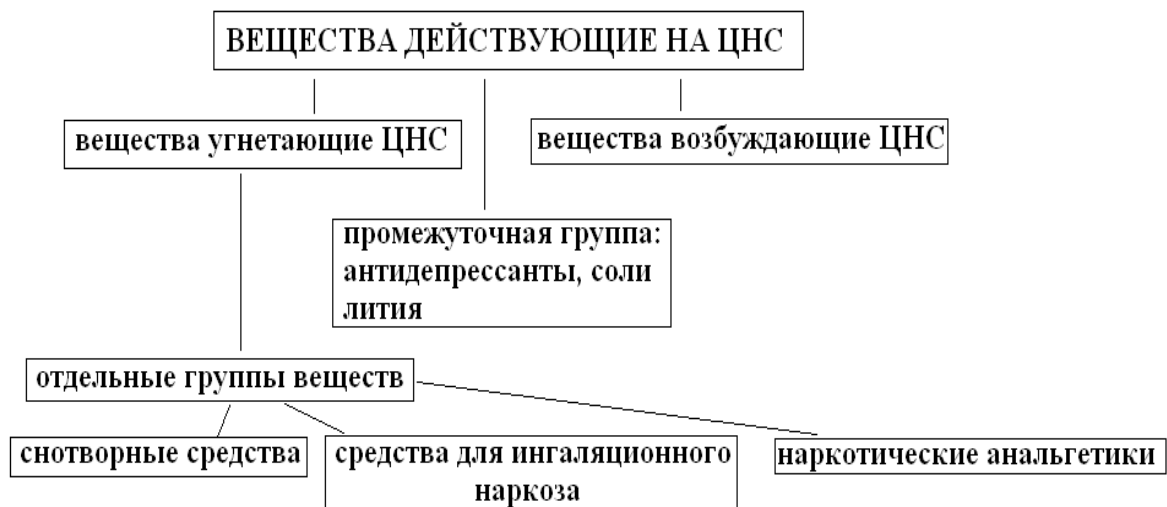 ВЕЩЕСТВА ДЕЙСТВУЮЩИЕ НА ЦНС
вещества угнетающие ЦНС
вещества возбуждающие ЦНС
промежуточная группа:
антидепрессанты, соли
лития
отдельные группы веществ
снотворные средства
средства для ингаляционного
наркоза
наркотические анальгетики